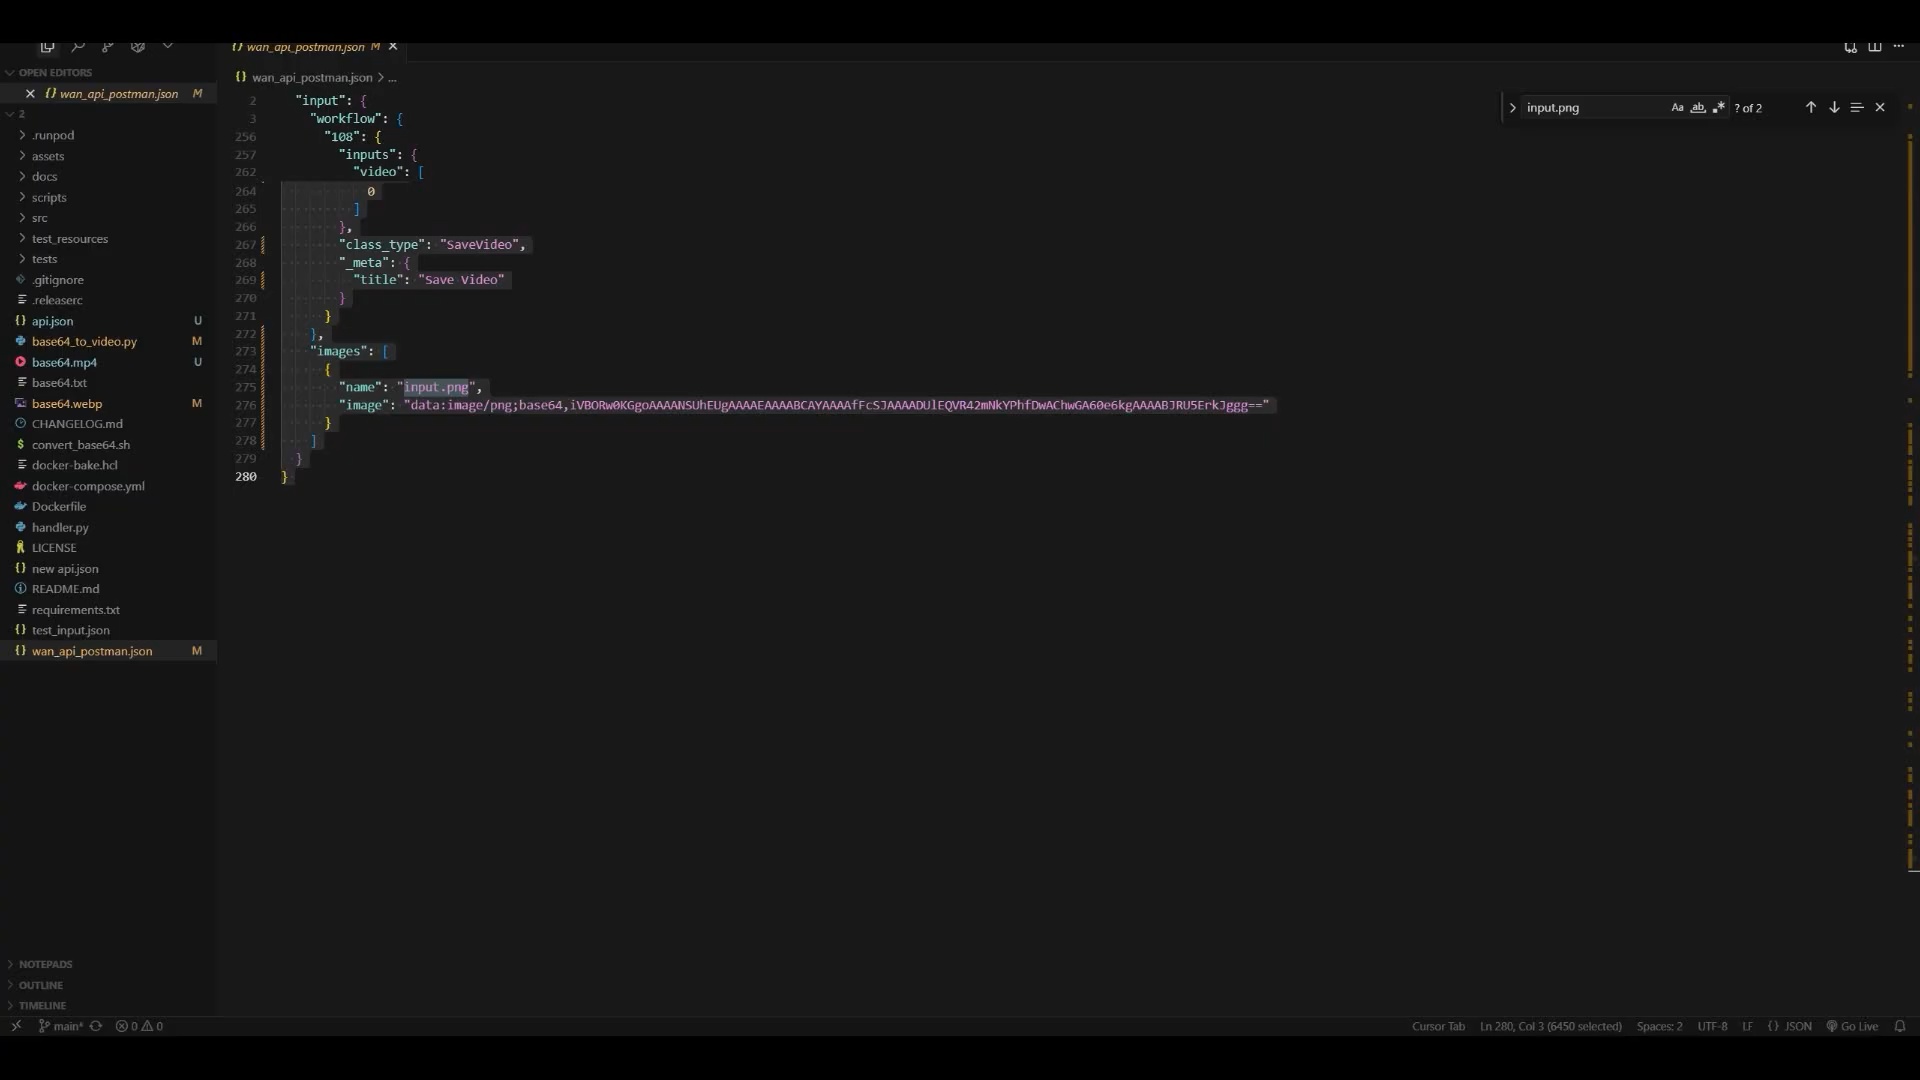 wan_api_postman.json M
OPEN EDITORS
wan_api_postman.json M
2
.runpod
assets
docs
scripts
src
test_resources
tests
.gitignore
.releaserc
api.json U
base64_to_video.py M
base64.mp4 U
base64.txt
base64.webp M
CHANGELOG.md
convert_base64.sh
docker-bake.hcl
docker-compose.yml
Dockerfile
handler.py
LICENSE
new api.json
README.md
requirements.txt
test_input.json
wan_api_postman.json M
NOTEPADS
OUTLINE
TIMELINE
wan_api_postman.json > ...
input.png Aa ab ? of 2
2 "input": {
3 "workflow": {
256 "108": {
257 "inputs": {
262 "video": [
264 0
265 ]
266 },
267 "class_type": "SaveVideo",
268 "_meta": {
269 "title": "Save Video"
270 }
271 }
272 },
273 "images": [
274 {
275 "name": "input.png",
276 "image": "data:image/png;base64,iVBORw0KGgoAAAANSUhEUgAAAAEAAAABCAYAAAAfFcSJAAAADUlEQVR42mNkYPhfDwAChwGA60e6kgAAAABJRU5ErkJggg=="
277 }
278 ]
279 }
280 }
main* 0 0
Cursor Tab Ln 280, Col 3 (6450 selected) Spaces: 2 UTF-8 LF {} JSON Go Live